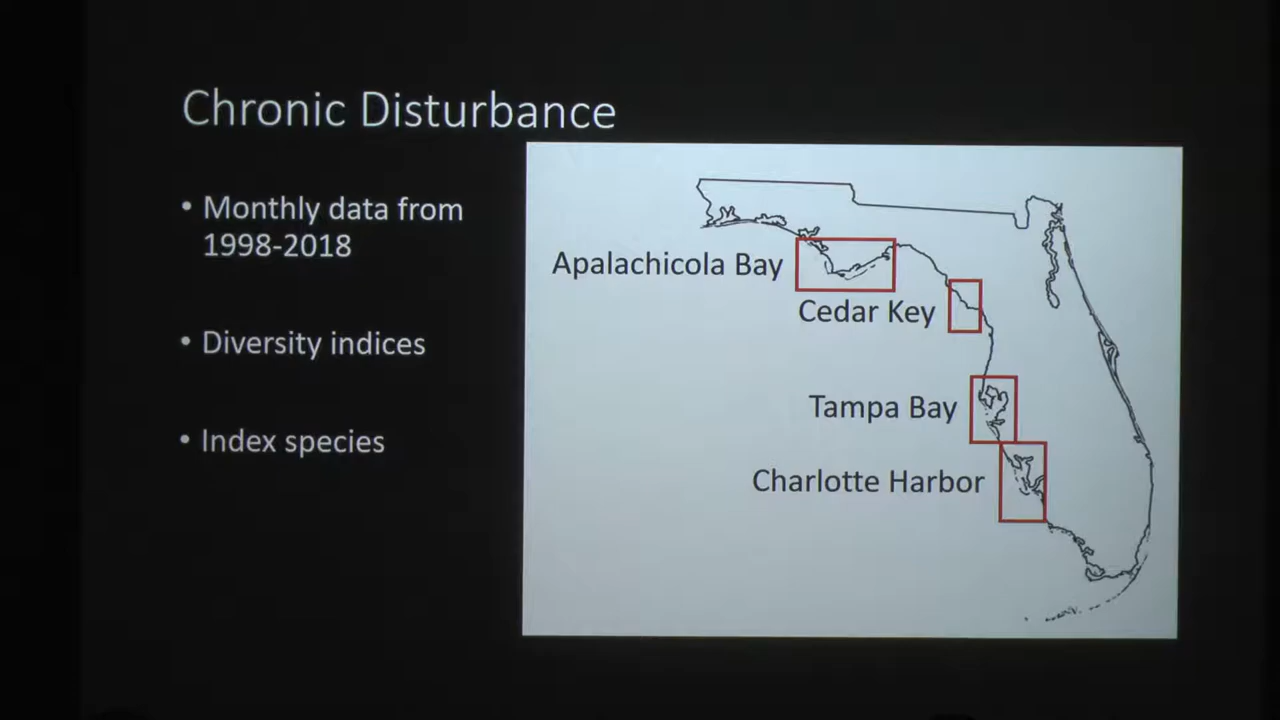 Chronic Disturbance
• Monthly data from
1998-2018
• Diversity indices
• Index species
Apalachicola Bay
Cedar Key
Tampa Bay
Charlotte Harbor